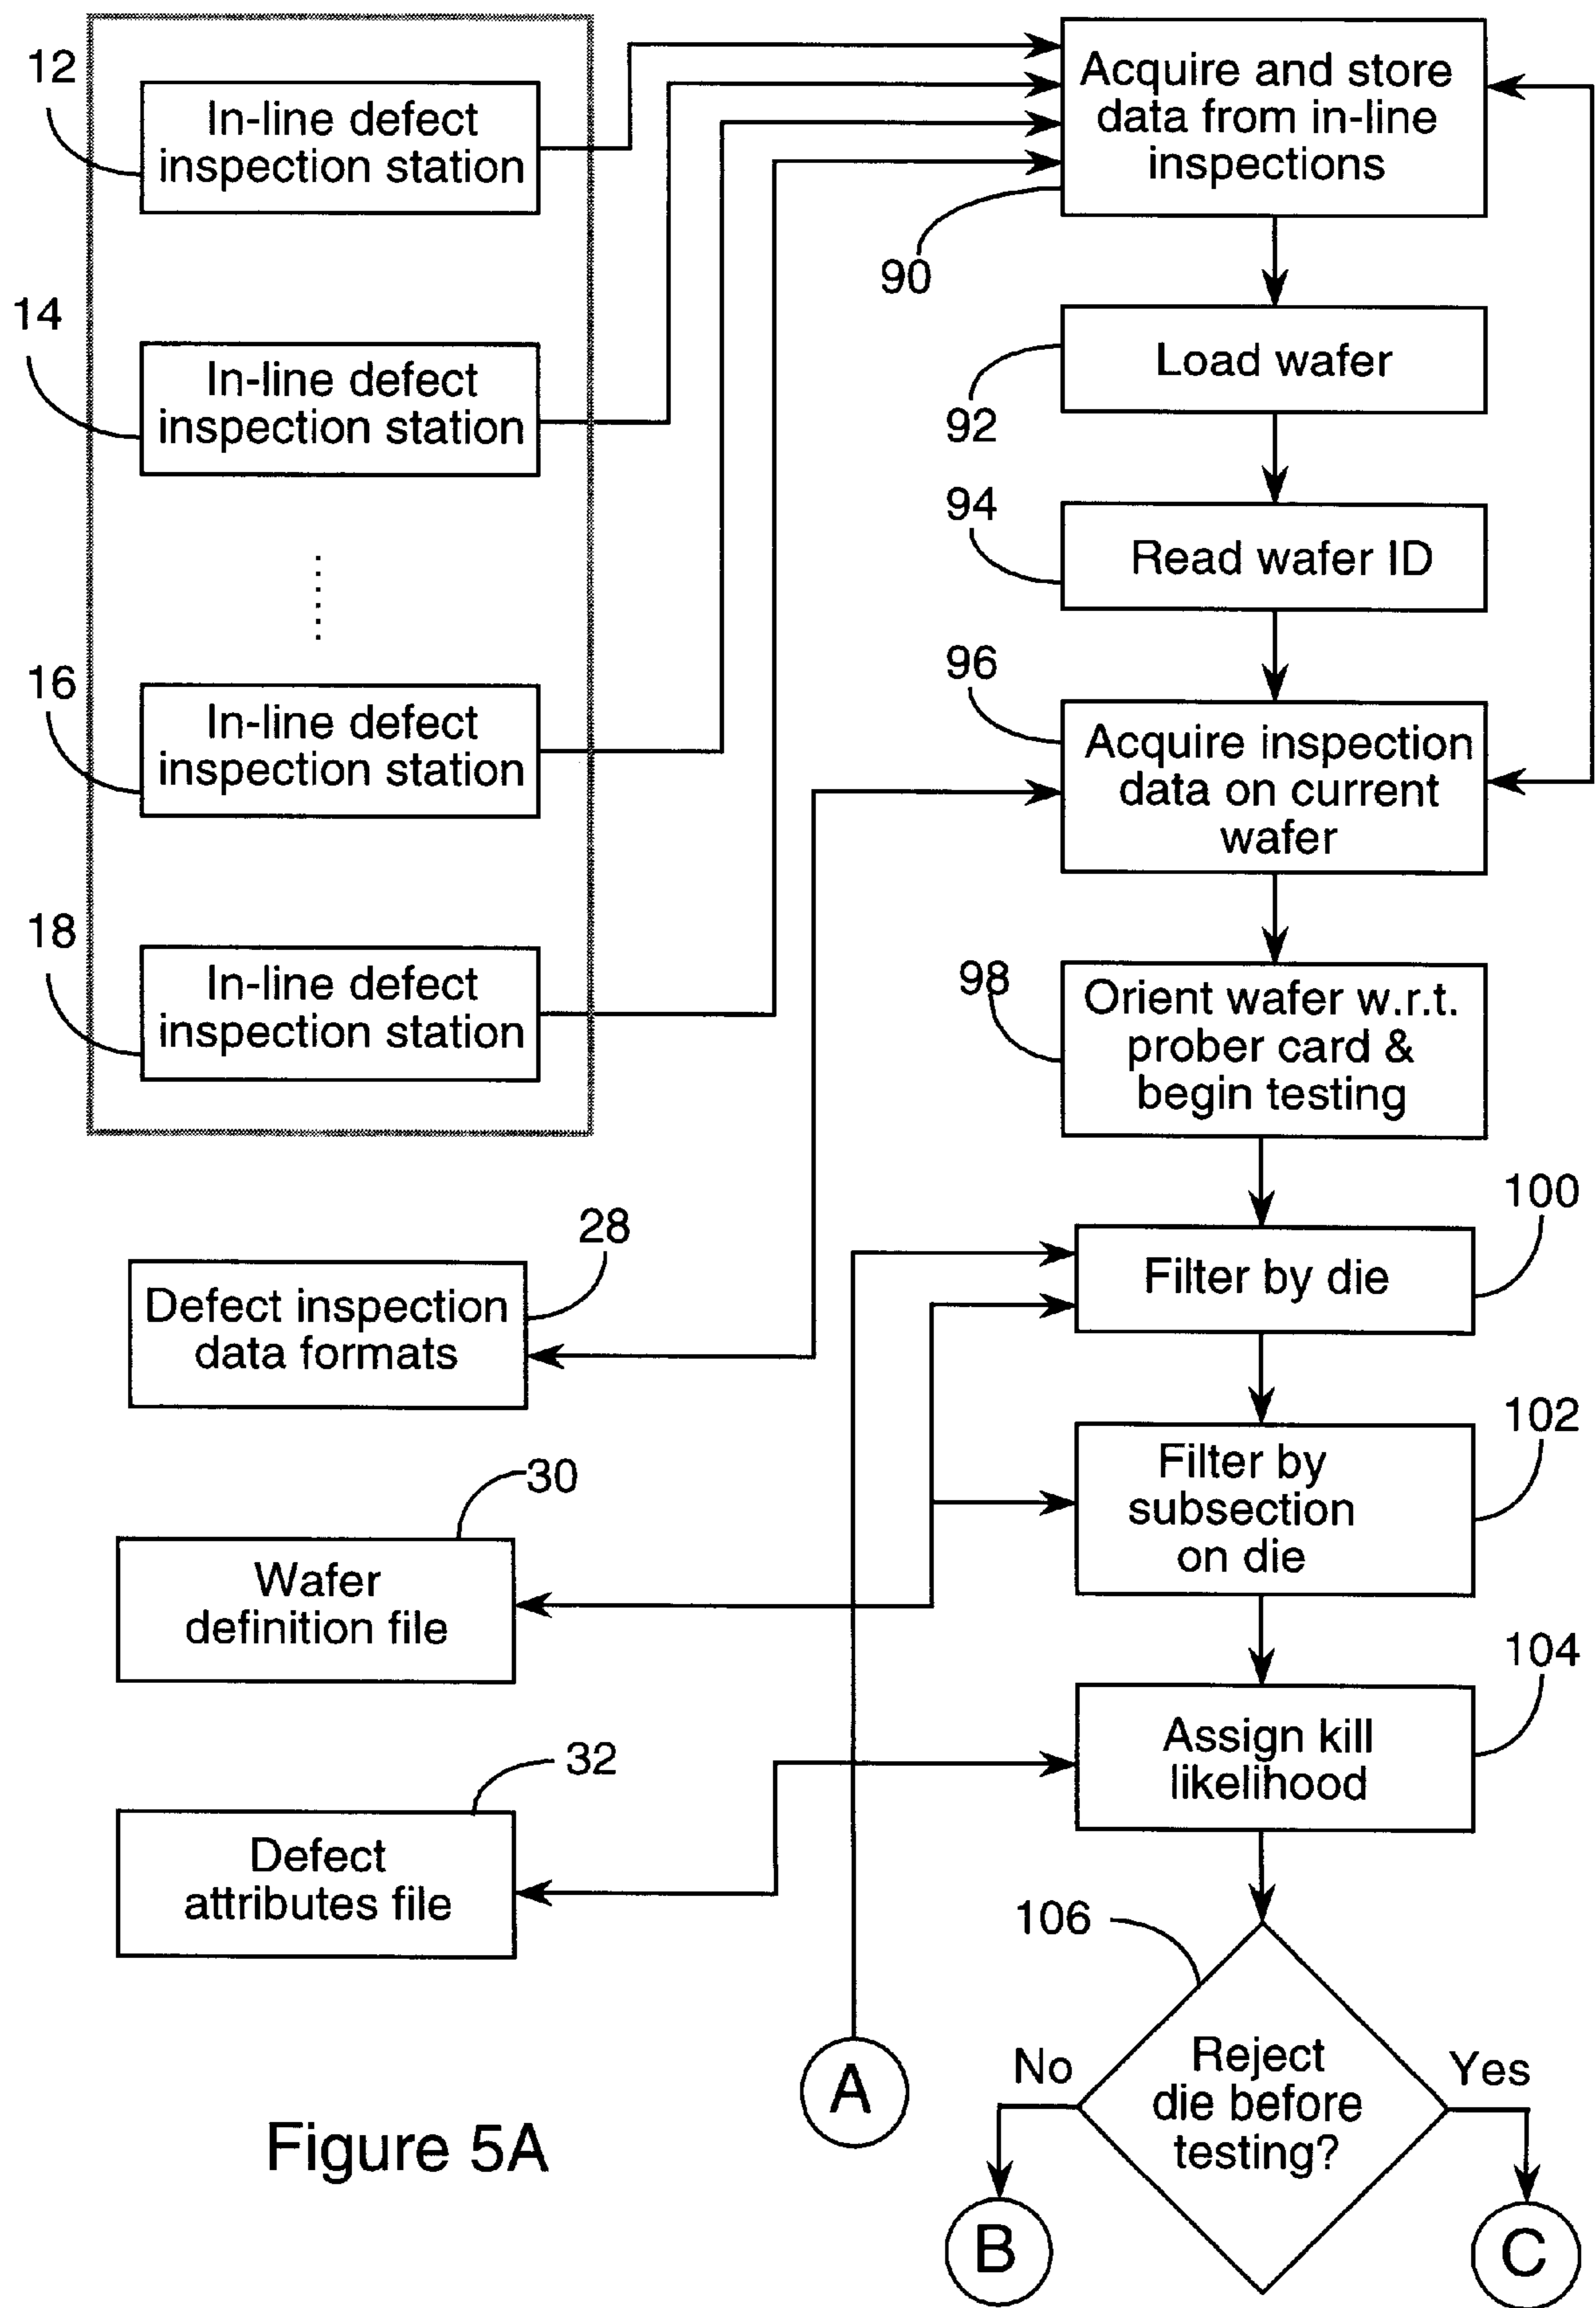 12
In-line defect
inspection station
14
In-line defect
inspection station
16
In-line defect
inspection station
18
In-line defect
inspection station
Acquire and store
data from in-line
inspections
90
Load wafer
92
94
Read wafer ID
96
Acquire inspection
data on current
wafer
98
Orient wafer w.r.t.
prober card &
begin testing
100
Filter by die
28
Defect inspection
data formats
102
Filter by
subsection
on die
30
Wafer
definition file
104
Assign kill
likelihood
32
Defect
attributes file
106
Reject
die before
testing?
No
Yes
A
B
C
Figure 5A